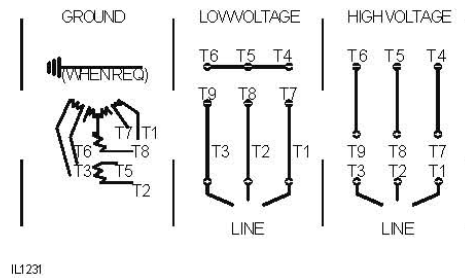 GROUND LOWVOLTAGE HIGHVOLTAGE
T6 T5 T4 T6 T5 T4
(WHENREQ)
T9 T8 T7
T7 T1
T6 T8 T3 T2 T1 T9 T8 T7
T3 T5 T3 T2 T1
T2
LINE LINE
IL1231